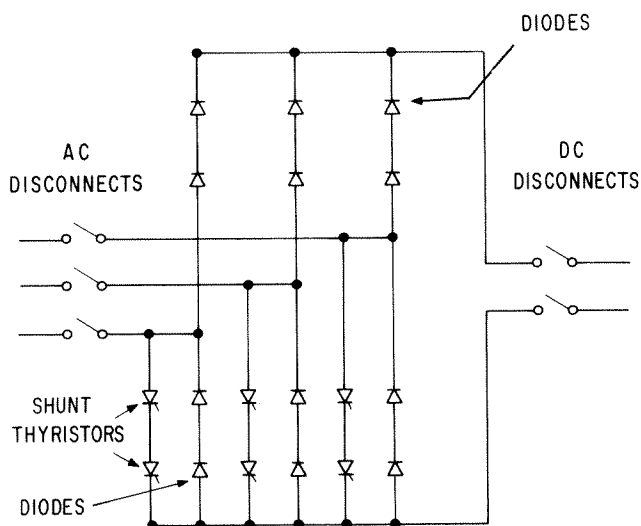 DIODES
AC
DISCONNECTS
DC
DISCONNECTS
SHUNT
THYRISTORS
DIODES